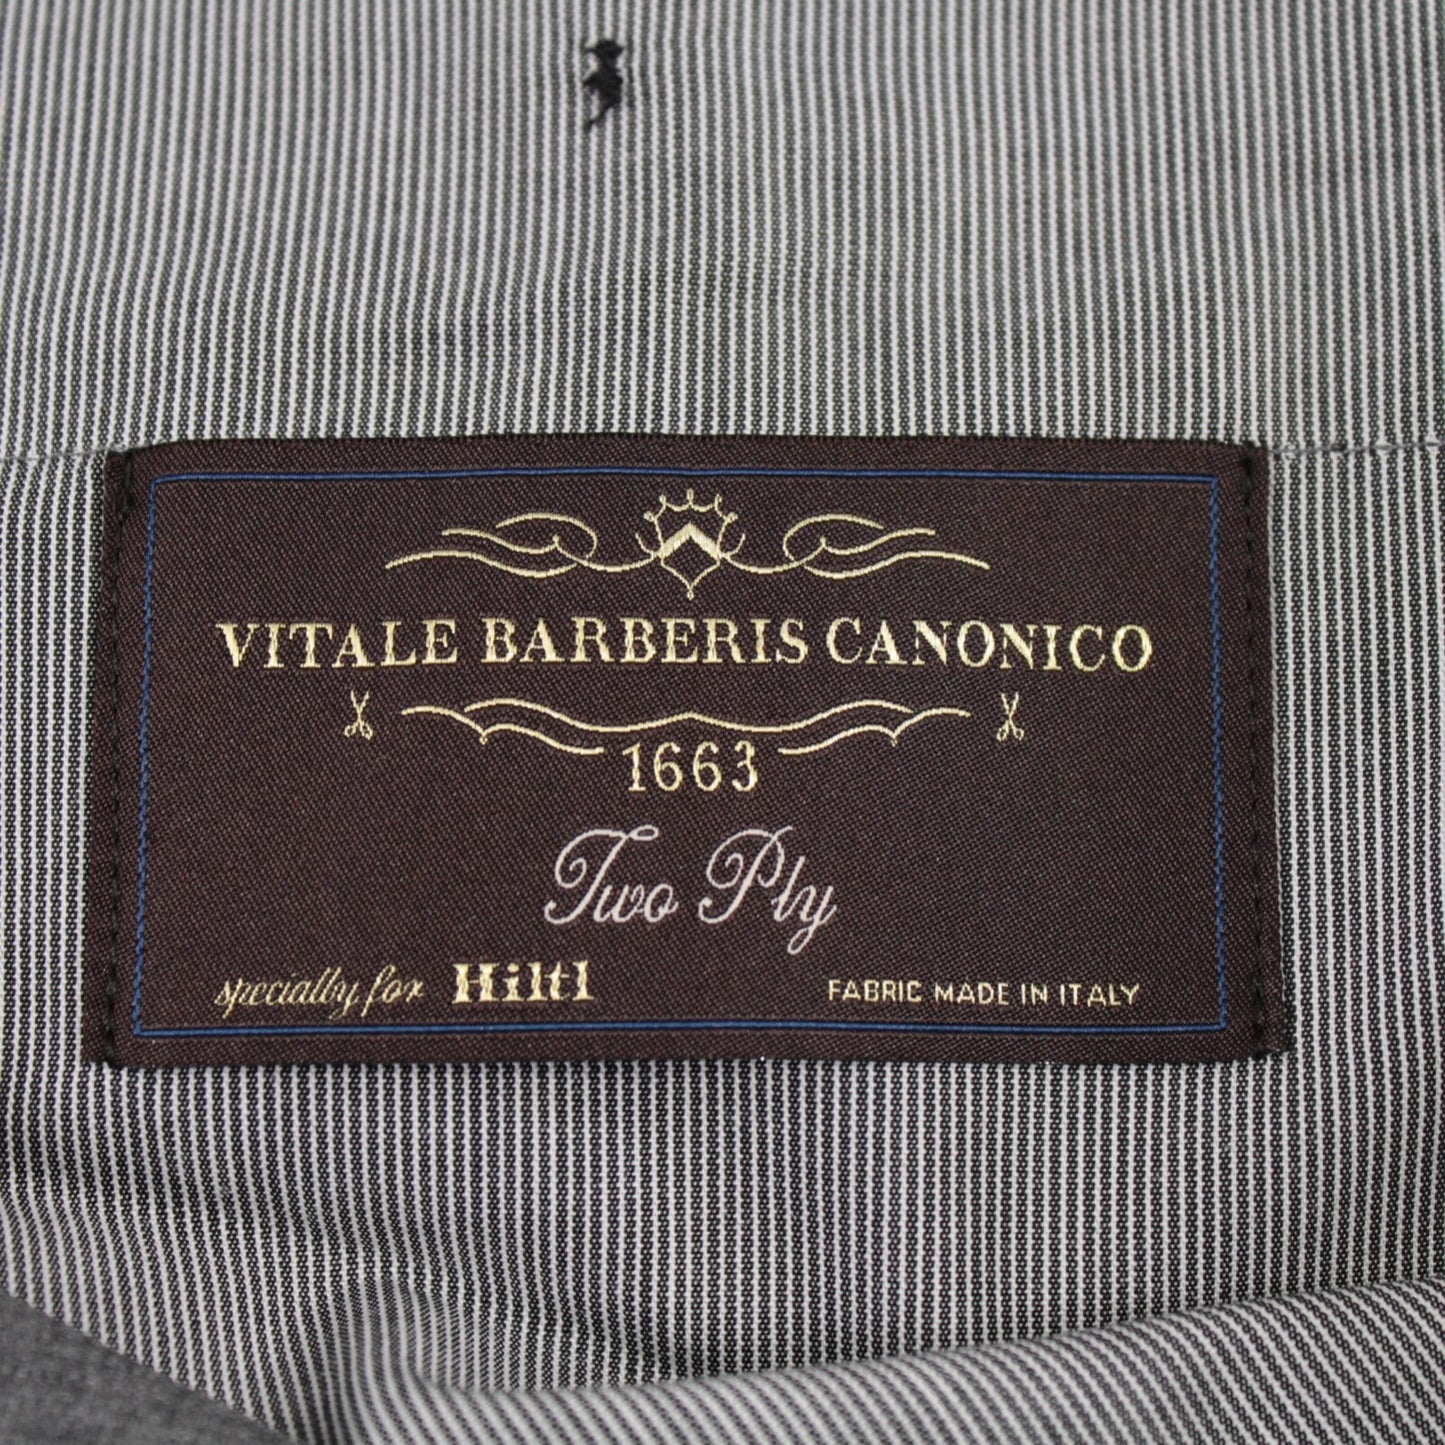 VITALE BARBERIS CANONICO
1663
Two Ply
specially for Hiltl
FABRIC MADE IN ITALY